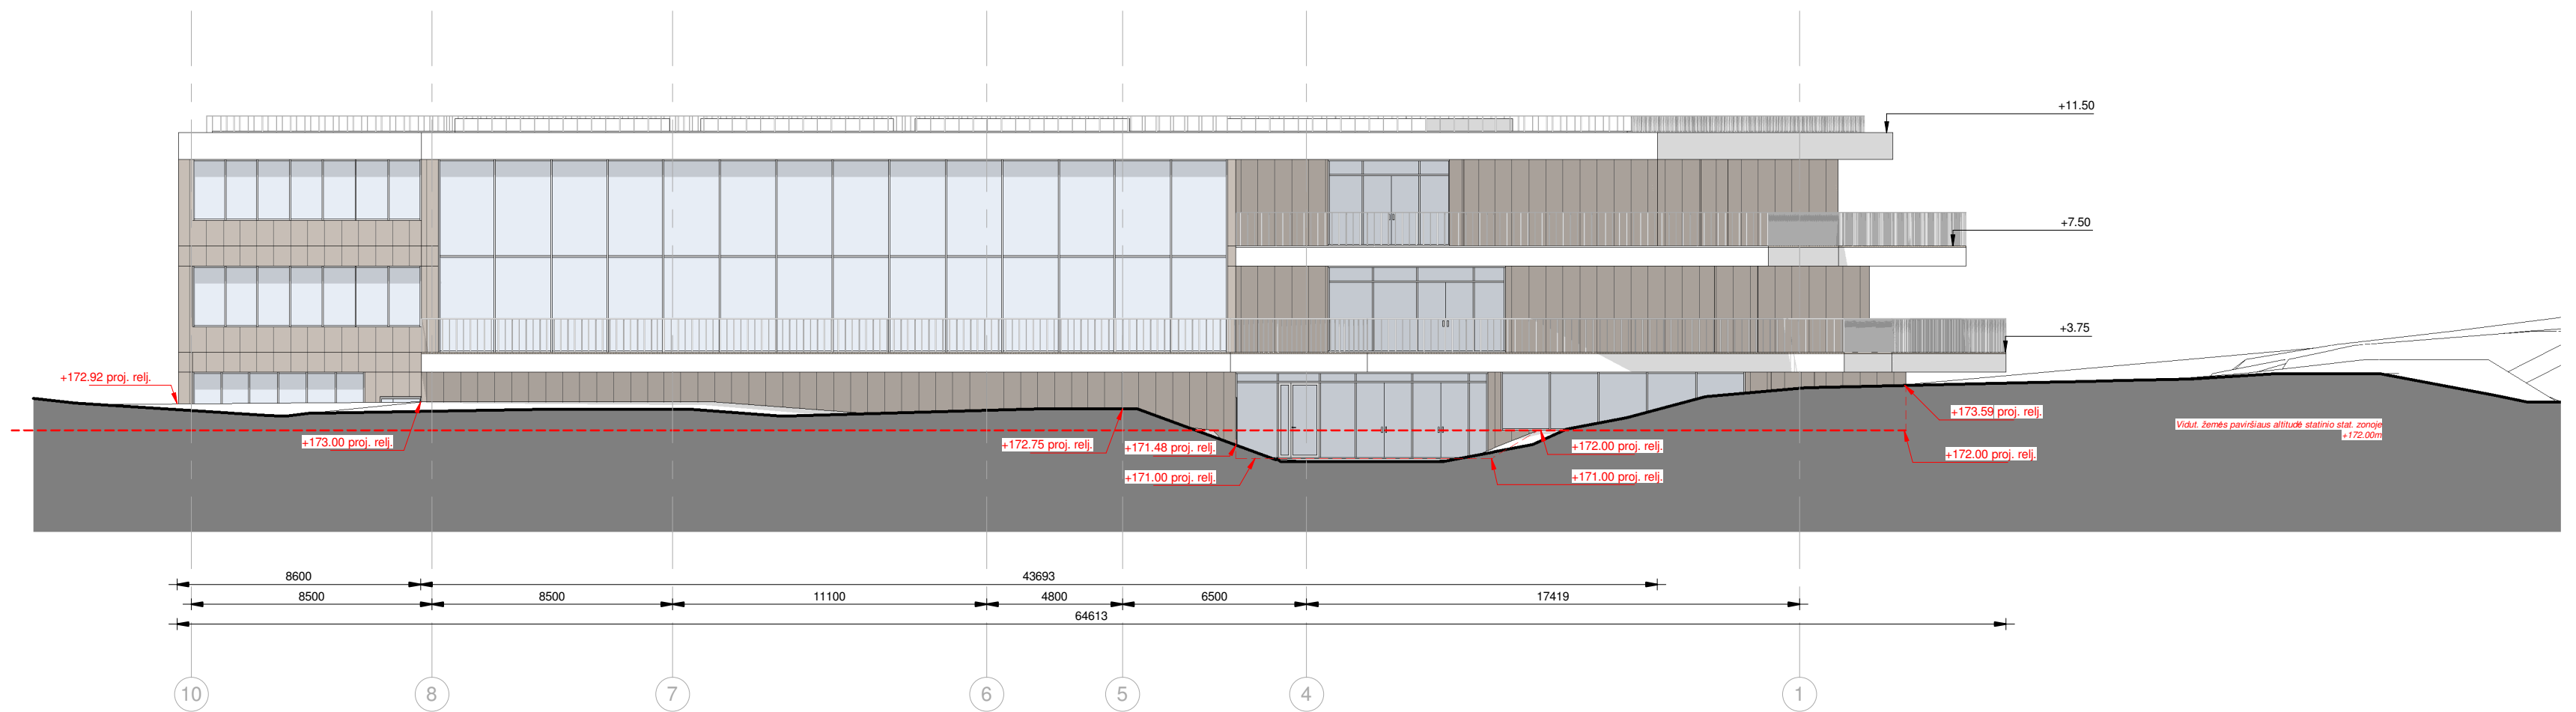 +11.50
+7.50
+3.75
+172.92 proj. relj.
+173.00 proj. relj.
+172.75 proj. relj.
+171.48 proj. relj.
+171.00 proj. relj.
+172.00 proj. relj.
+171.00 proj. relj.
+173.59 proj. relj.
+172.00 proj. relj.
Vidut. žemės paviršiaus altitudė statinio stat. zonoje
+172.00m
8600
43693
8500
8500
11100
4800
6500
17419
64613
10
8
7
6
5
4
1